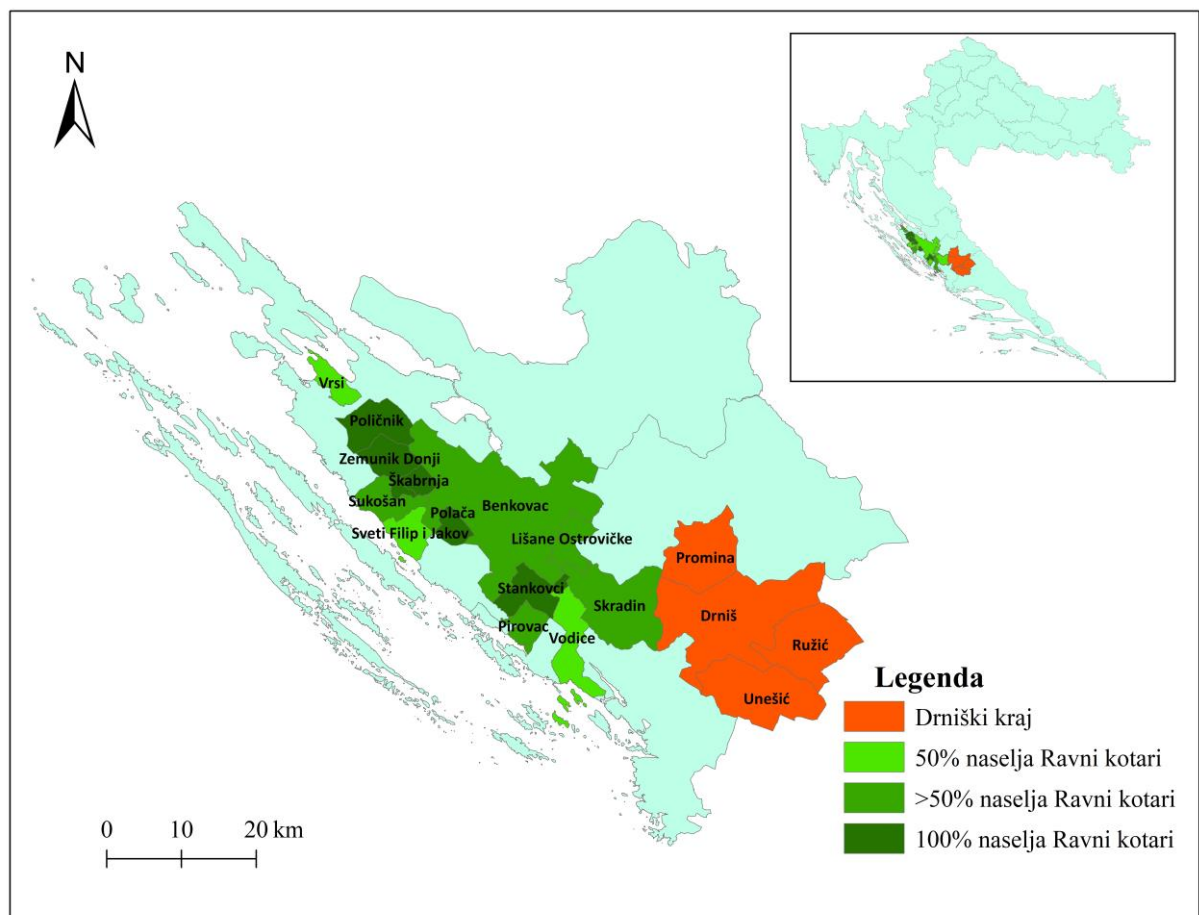 N
Vrsi
Poličnik
Zemunik Donji
Škabrnja
Sukošan
Polača
Benkovac
Sveti Filip i Jakov
Lišane Ostrovičke
Promina
Stankovci
Skradin
Drniš
Pirovac
Vodice
Ružić
Unešić
Legenda
Drniški kraj
50% naselja Ravni kotari
>50% naselja Ravni kotari
100% naselja Ravni kotari
0 10 20 km